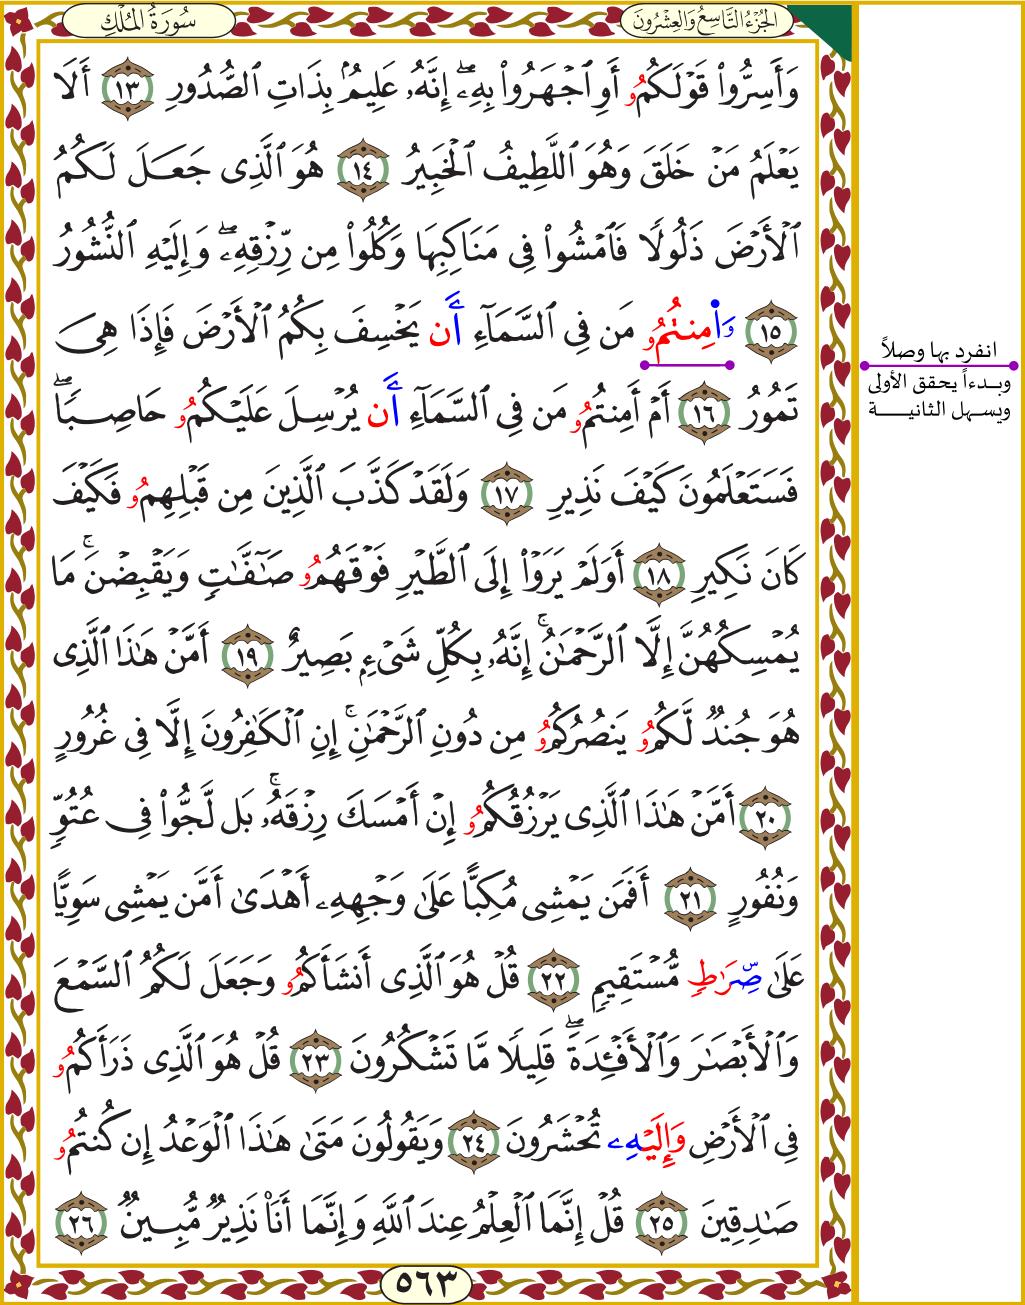 الجُزْءُ التَّاسِعُ وَالعِشْرُونَ
سُورَةُ المُلْكِ
وَأَسِرُّواْ قَوْلَكُمُۥ أَوِ ٱجْهَرُواْ بِهِۦٓۖ إِنَّهُۥ عَلِيمُۢ بِذَاتِ ٱلصُّدُورِ ١٣ أَلَا
يَعْلَمُ مَنْ خَلَقَ وَهُوَ ٱللَّطِيفُ ٱلْخَبِيرُ ١٤ هُوَ ٱلَّذِى جَعَلَ لَكُمُ
ٱلْأَرْضَ ذَلُولًا فَٱمْشُواْ فِى مَنَاكِبِهَا وَكُلُواْ مِن رِّزْقِهِۦۖ وَإِلَيْهِ ٱلنُّشُورُ
١٥ وَا۬مِنتُمُۥ مَن فِى ٱلسَّمَآءِ أَن يَخْسِفَ بِكُمُ ٱلْأَرْضَ فَإِذَا هِىَ
تَمُورُ ١٦ أَمْ أَمِنتُمُۥ مَن فِى ٱلسَّمَآءِ أَن يُرْسِلَ عَلَيْكُمُۥ حَاصِبًاۖ
فَسَتَعْلَمُونَ كَيْفَ نَذِيرِ ١٧ وَلَقَدْ كَذَّبَ ٱلَّذِينَ مِن قَبْلِهِمُۥ فَكَيْفَ
كَانَ نَكِيرِ ١٨ أَوَلَمْ يَرَوْاْ إِلَى ٱلطَّيْرِ فَوْقَهُمُۥ صَٰٓفَّٰتٍ وَيَقْبِضْنَۚ مَا
يُمْسِكُهُنَّ إِلَّا ٱلرَّحْمَٰنُۚ إِنَّهُۥ بِكُلِّ شَىْءِۭ بَصِيرٌ ١٩ أَمَّنْ هَٰذَا ٱلَّذِى
هُوَ جُندٌ لَّكُمُۥ يَنصُرُكُمُۥ مِن دُونِ ٱلرَّحْمَٰنِۚ إِنِ ٱلْكَٰفِرُونَ إِلَّا فِى غُرُورٍ
٢٠ أَمَّنْ هَٰذَا ٱلَّذِى يَرْزُقُكُمُۥ إِنْ أَمْسَكَ رِزْقَهُۥۚ بَل لَّجُّواْ فِى عُتُوٍّ
وَنُفُورٍ ٢١ أَفَمَن يَمْشِى مُكِبًّا عَلَىٰ وَجْهِهِۦ أَهْدَىٰ أَمَّن يَمْشِى سَوِيًّا
عَلَىٰ صِرَٰطٍ مُّسْتَقِيمٍ ٢٢ قُلْ هُوَ ٱلَّذِى أَنشَأَكُمُۥ وَجَعَلَ لَكُمُ ٱلسَّمْعَ
وَٱلْأَبْصَٰرَ وَٱلْأَفْـِٔدَةَۖ قَلِيلًا مَّا تَشْكُرُونَ ٢٣ قُلْ هُوَ ٱلَّذِى ذَرَأَكُمُۥ
فِى ٱلْأَرْضِ وَإِلَيْهِۦ تُحْشَرُونَ ٢٤ وَيَقُولُونَ مَتَىٰ هَٰذَا ٱلْوَعْدُ إِن كُنتُمُۥ
صَٰدِقِينَ ٢٥ قُلْ إِنَّمَا ٱلْعِلْمُ عِندَ ٱللَّهِ وَإِنَّمَا أَنَا۠ نَذِيرٌ مُّبِينٌ ٢٦
٥٦٣
انفرد بها وصلاً
وبدءاً يحقق الأولى
ويسهل الثانية